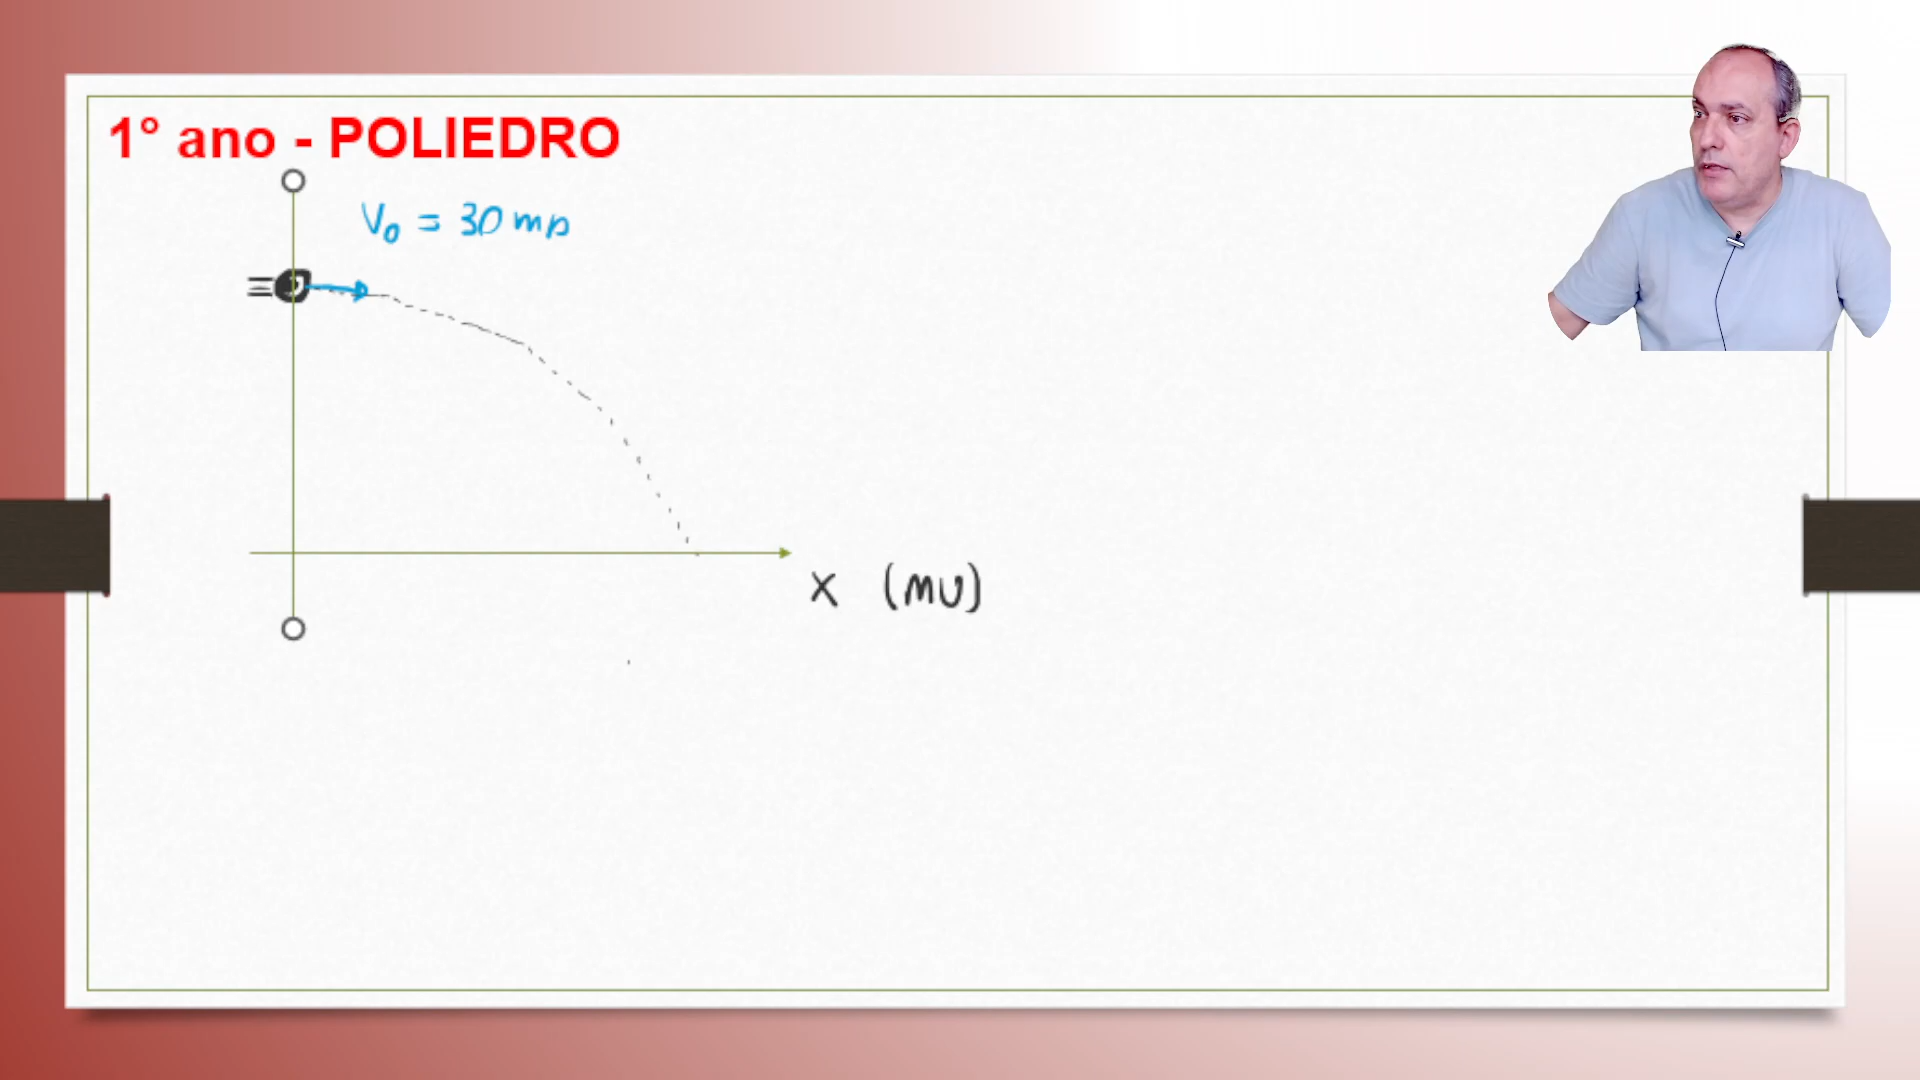 1° ano - POLIEDRO
V₀ = 30 m/s
X (MU)